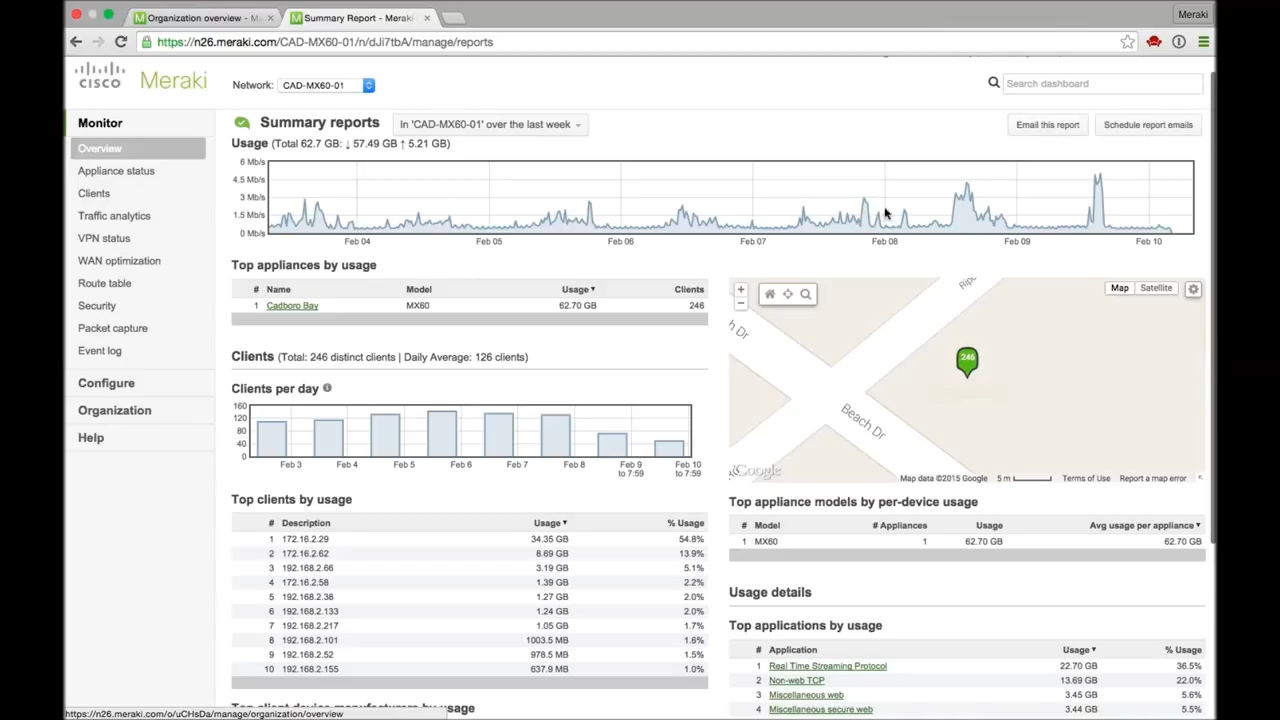 Organization overview - M
Summary Report - Meraki
Meraki
https://n26.meraki.com/CAD-MX60-01/n/dJi7tbA/manage/reports
CISCO Meraki
Network: CAD-MX60-01
Search dashboard
Monitor
Overview
Appliance status
Clients
Traffic analytics
VPN status
WAN optimization
Route table
Security
Packet capture
Event log
Configure
Organization
Help
Summary reports
In 'CAD-MX60-01' over the last week
Email this report
Schedule report emails
Usage (Total 62.7 GB: ↓ 57.49 GB ↑ 5.21 GB)
6 Mb/s
4.5 Mb/s
3 Mb/s
1.5 Mb/s
0 Mb/s
Feb 04 Feb 05 Feb 06 Feb 07 Feb 08 Feb 09 Feb 10
Top appliances by usage
# Name Model Usage▼ Clients
1 Cadboro Bay MX60 62.70 GB 246
Clients (Total: 246 distinct clients | Daily Average: 126 clients)
Clients per day
160
120
80
40
0
Feb 3 Feb 4 Feb 5 Feb 6 Feb 7 Feb 8 Feb 9 Feb 10
to 7:59 to 7:59
Top clients by usage
# Description Usage▼ % Usage
1 172.16.2.29 34.35 GB 54.8%
2 172.16.2.62 8.69 GB 13.9%
3 192.168.2.66 3.19 GB 5.1%
4 172.16.2.58 1.39 GB 2.2%
5 192.168.2.38 1.27 GB 2.0%
6 192.168.2.133 1.24 GB 2.0%
7 192.168.2.217 1.05 GB 1.7%
8 192.168.2.101 1003.5 MB 1.6%
9 192.168.2.52 978.5 MB 1.5%
10 192.168.2.155 637.9 MB 1.0%
+
−
Map Satellite
h Dr
246
Beach Dr
Google
Map data ©2015 Google 5 m Terms of Use Report a map error
Top appliance models by per-device usage
# Model # Appliances Usage Avg usage per appliance▼
1 MX60 1 62.70 GB 62.70 GB
Usage details
Top applications by usage
# Application Usage▼ % Usage
1 Real Time Streaming Protocol 22.70 GB 36.5%
2 Non-web TCP 13.69 GB 22.0%
3 Miscellaneous web 3.45 GB 5.6%
4 Miscellaneous secure web 3.44 GB 5.5%
https://n26.meraki.com/o/uCHsDa/manage/organization/overview